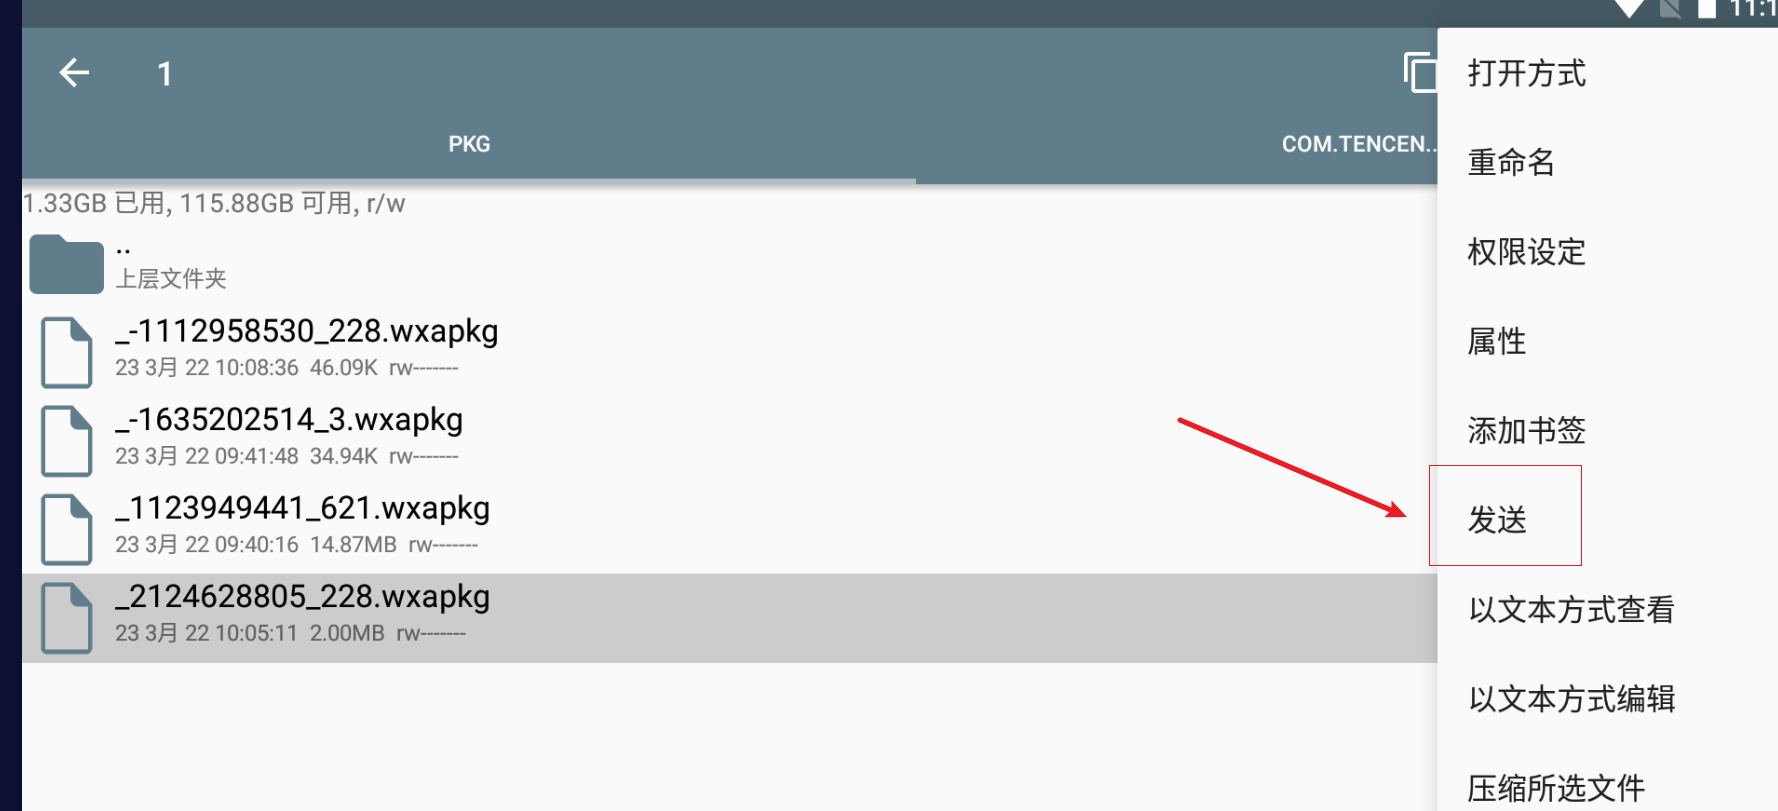 11:1
1
PKG
COM.TENCEN..
1.33GB 已用, 115.88GB 可用, r/w
..
上层文件夹
_-1112958530_228.wxapkg
23 3月 22 10:08:36 46.09K rw-------
_-1635202514_3.wxapkg
23 3月 22 09:41:48 34.94K rw-------
_1123949441_621.wxapkg
23 3月 22 09:40:16 14.87MB rw-------
_2124628805_228.wxapkg
23 3月 22 10:05:11 2.00MB rw-------
打开方式
重命名
权限设定
属性
添加书签
发送
以文本方式查看
以文本方式编辑
压缩所选文件